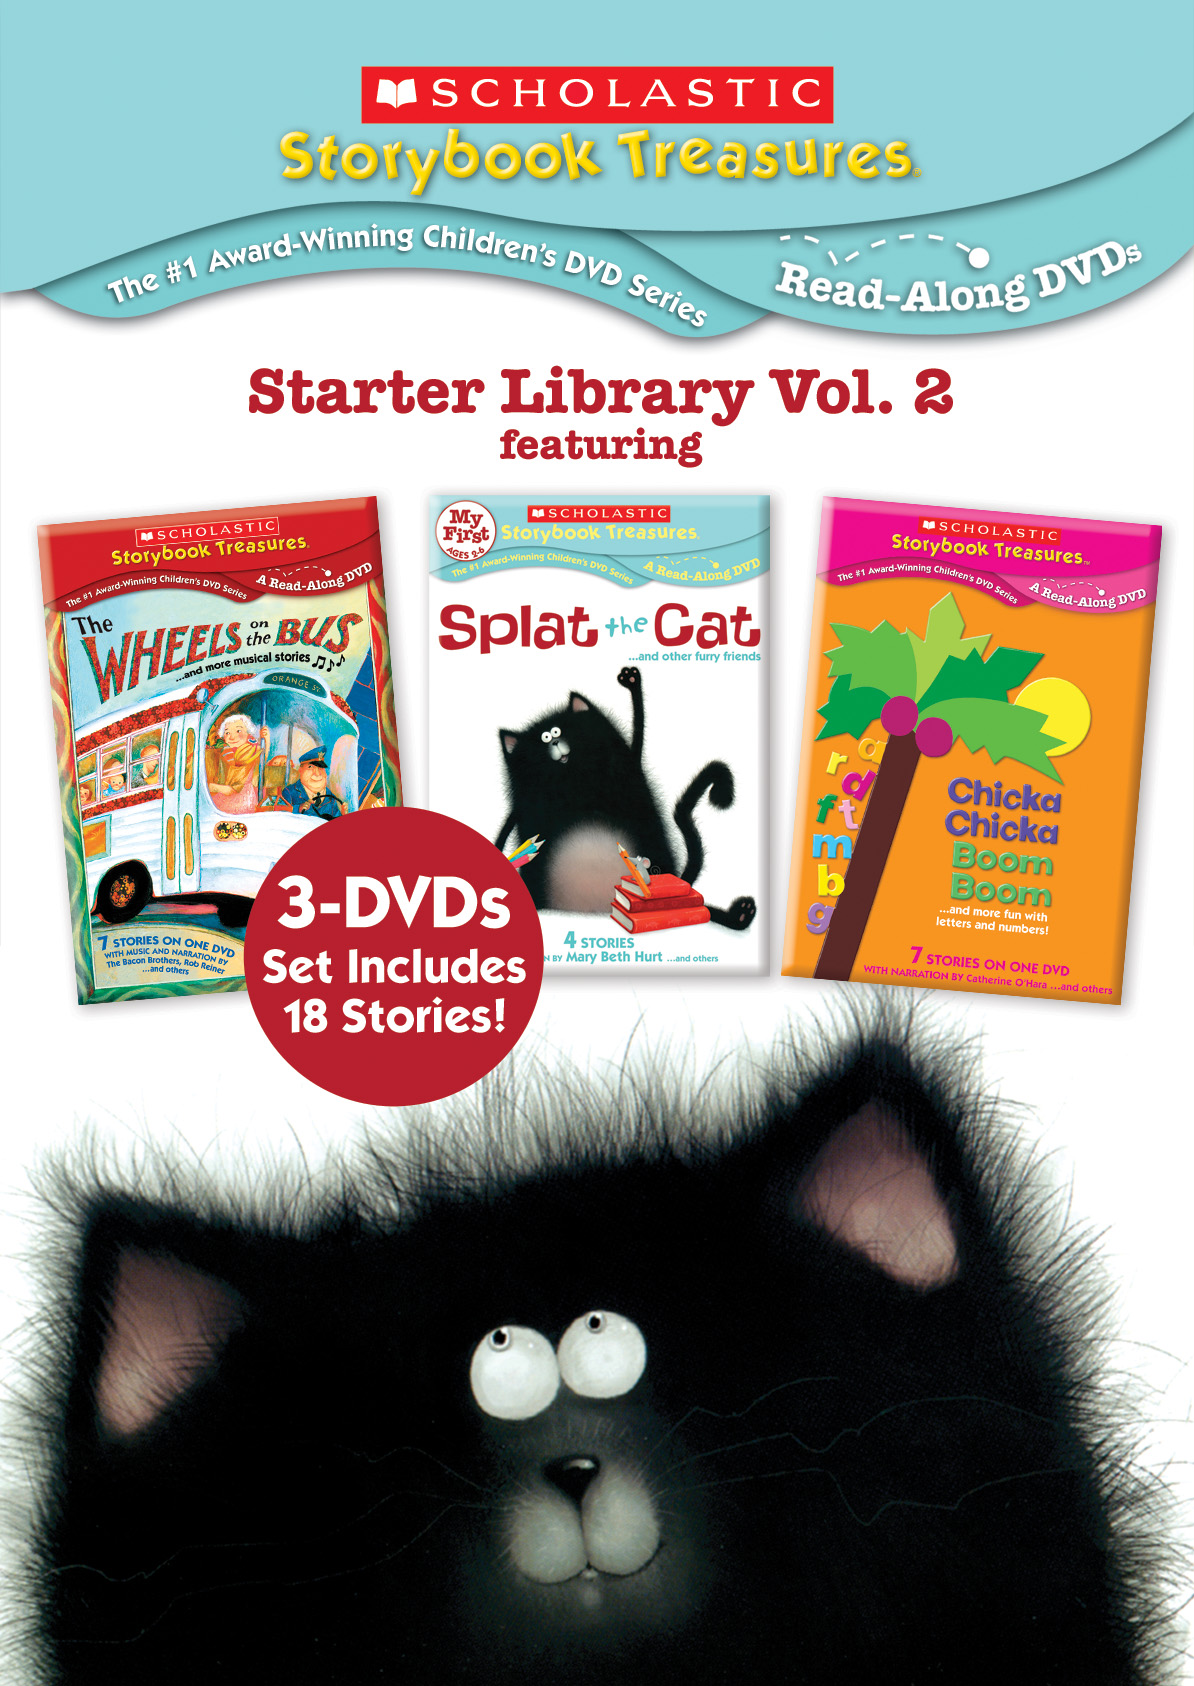 SCHOLASTIC
Storybook Treasures®
The #1 Award-Winning Children's DVD Series
Read-Along DVDs
Starter Library Vol. 2
featuring
SCHOLASTIC
Storybook Treasures®
The #1 Award-Winning Children's DVD Series
A Read-Along DVD
The
WHEELS on the BUS
...and more musical stories
ORANGE ST.
7 STORIES ON ONE DVD
WITH MUSIC AND NARRATION BY
The Bacon Brothers, Rob Reiner
...and others
My
First
AGES 2-6
SCHOLASTIC
Storybook Treasures®
The #1 Award-Winning Children's DVD Series
A Read-Along DVD
Splat the Cat
...and other furry friends
4 STORIES
N BY Mary Beth Hurt ...and others
SCHOLASTIC
Storybook Treasures™
The #1 Award-Winning Children's DVD Series
A Read-Along DVD
a
r
d
f
t
m
b
g
Chicka
Chicka
Boom
Boom
...and more fun with
letters and numbers!
7 STORIES ON ONE DVD
WITH NARRATION BY Catherine O'Hara ...and others
3-DVDs
Set Includes
18 Stories!